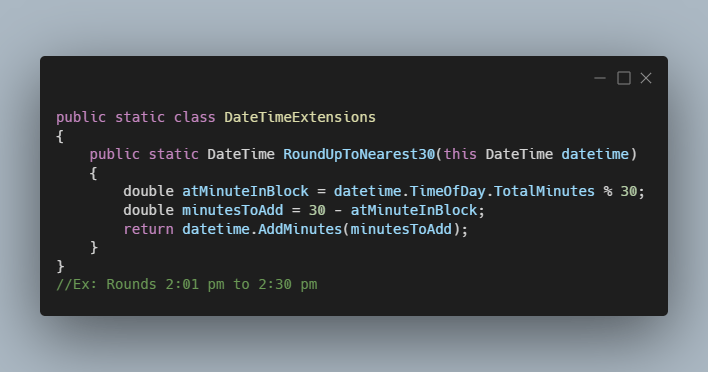 public static class DateTimeExtensions
{
    public static DateTime RoundUpToNearest30(this DateTime datetime)
    {
        double atMinuteInBlock = datetime.TimeOfDay.TotalMinutes % 30;
        double minutesToAdd = 30 - atMinuteInBlock;
        return datetime.AddMinutes(minutesToAdd);
    }
}
//Ex: Rounds 2:01 pm to 2:30 pm